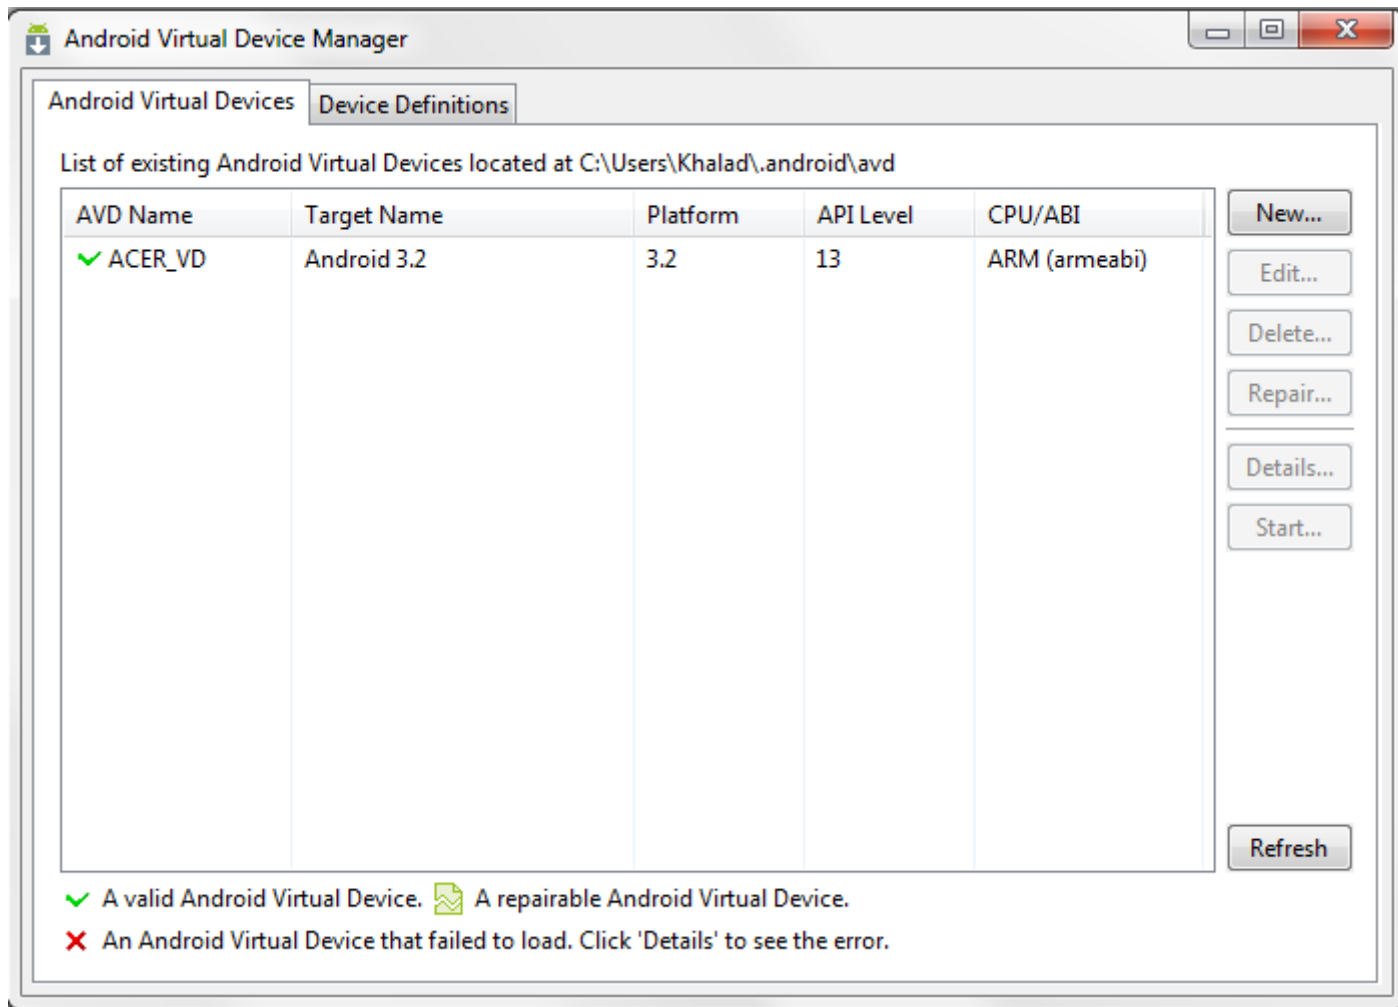 Android Virtual Device Manager
Android Virtual Devices Device Definitions
List of existing Android Virtual Devices located at C:\Users\Khalad\.android\avd
AVD Name Target Name Platform API Level CPU/ABI
ACER_VD Android 3.2 3.2 13 ARM (armeabi)
New...
Edit...
Delete...
Repair...
Details...
Start...
Refresh
A valid Android Virtual Device. A repairable Android Virtual Device.
An Android Virtual Device that failed to load. Click 'Details' to see the error.